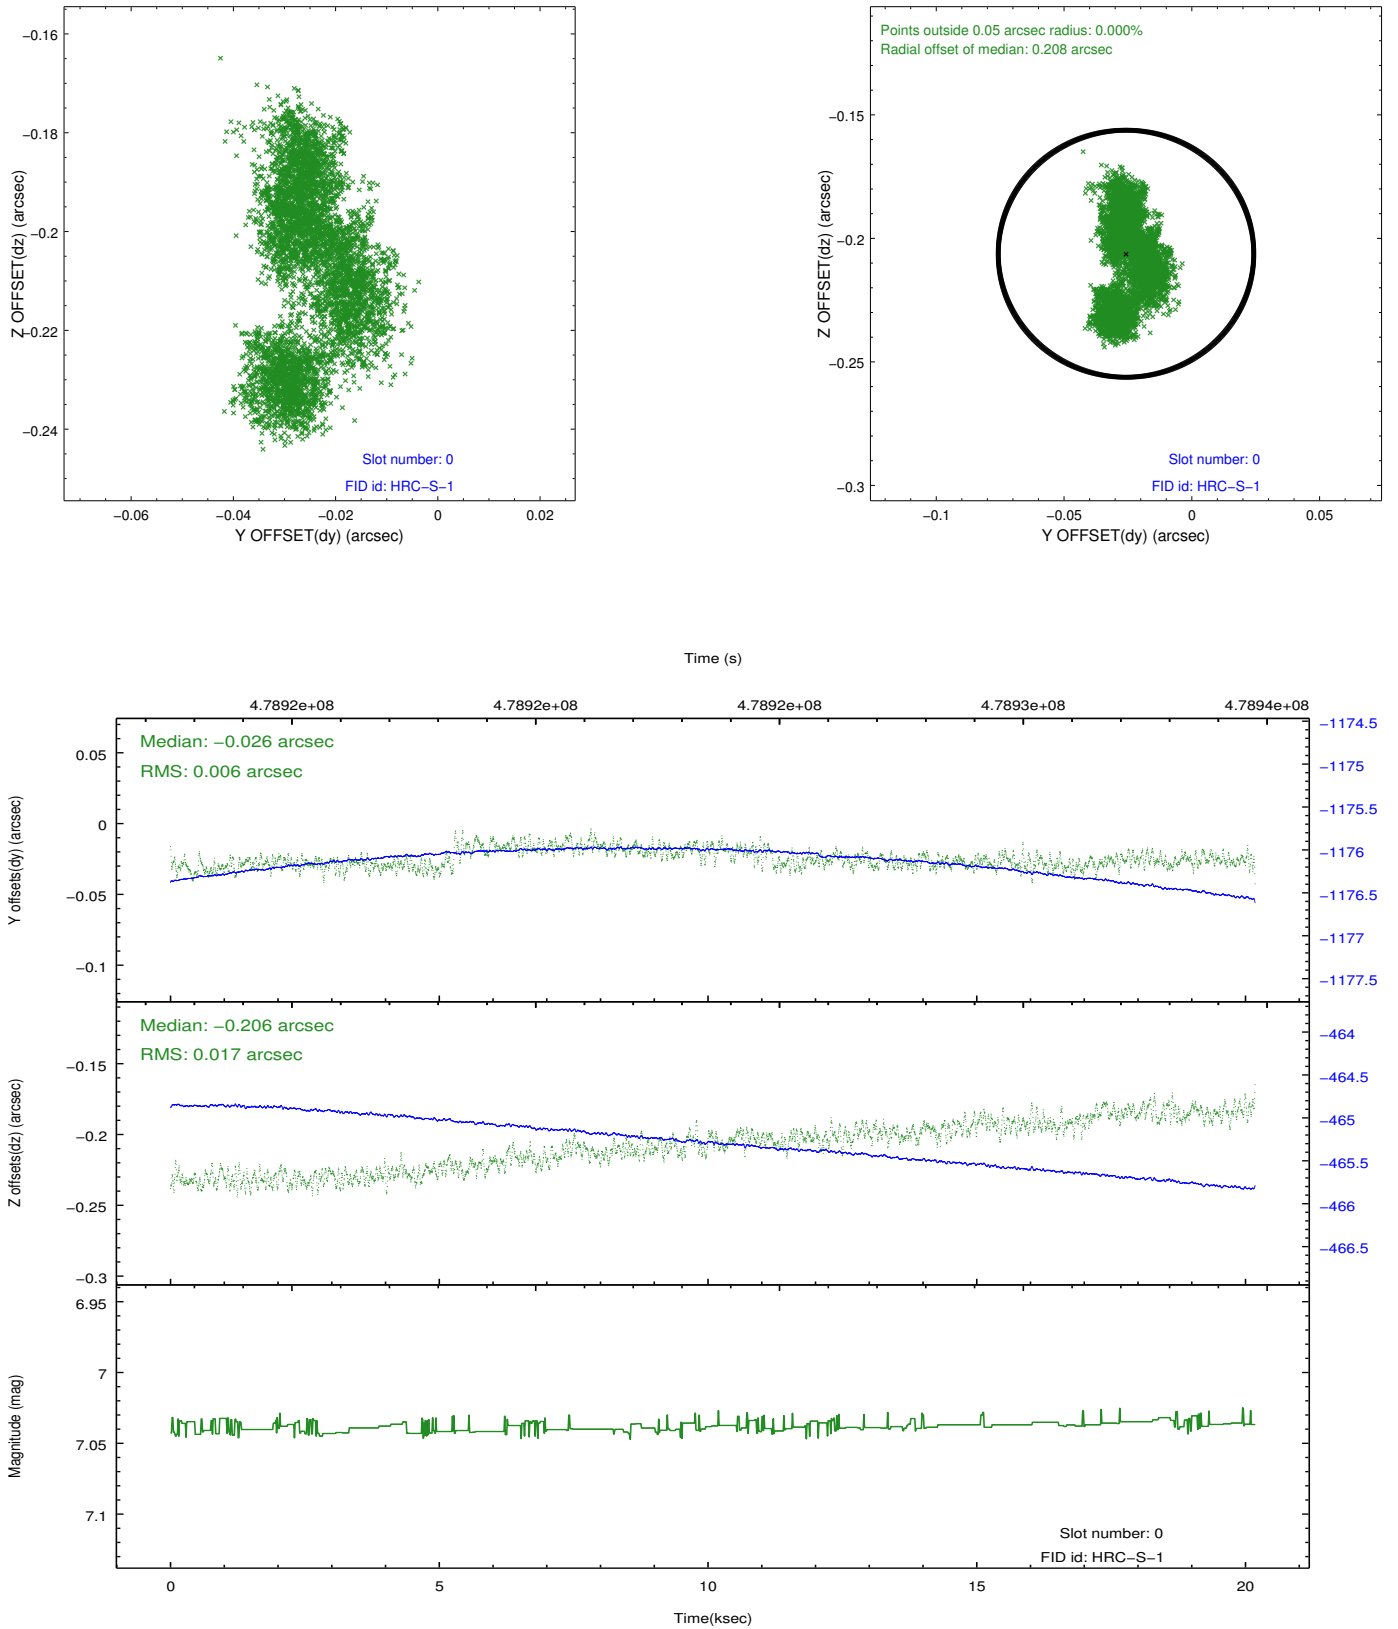 −0.16
−0.18
−0.2
−0.22
−0.24
Z OFFSET(dz) (arcsec)
Slot number: 0
FID id: HRC−S−1
−0.06
−0.04
−0.02
0
0.02
Y OFFSET(dy) (arcsec)
Points outside 0.05 arcsec radius: 0.000%
Radial offset of median: 0.208 arcsec
−0.15
−0.2
−0.25
−0.3
Z OFFSET(dz) (arcsec)
Slot number: 0
FID id: HRC−S−1
−0.1
−0.05
0
0.05
Y OFFSET(dy) (arcsec)
Time (s)
4.7892e+08
4.7892e+08
4.7892e+08
4.7893e+08
4.7894e+08
Median: −0.026 arcsec
RMS: 0.006 arcsec
0.05
0
−0.05
−0.1
Y offsets(dy) (arcsec)
−1174.5
−1175
−1175.5
−1176
−1176.5
−1177
−1177.5
Median: −0.206 arcsec
RMS: 0.017 arcsec
−0.15
−0.2
−0.25
−0.3
Z offsets(dz) (arcsec)
−464
−464.5
−465
−465.5
−466
−466.5
6.95
7
7.05
7.1
Magnitude (mag)
Slot number: 0
FID id: HRC−S−1
0
5
10
15
20
Time(ksec)